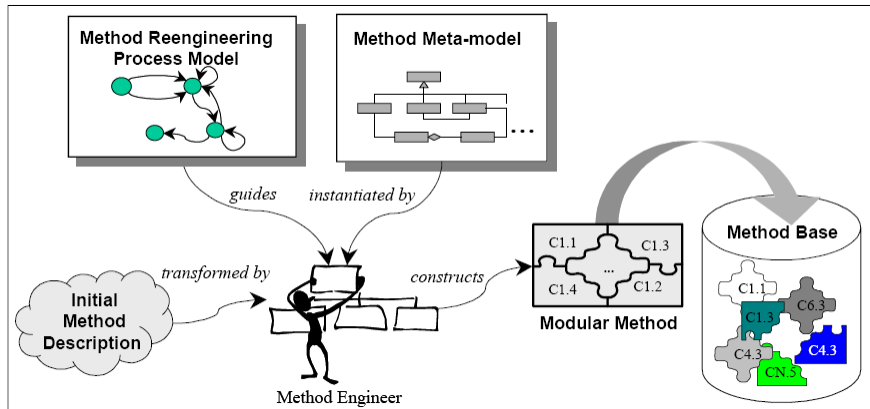 Method Reengineering
Process Model
Method Meta-model
...
guides
instantiated by
transformed by
Initial
Method
Description
constructs
Method Engineer
C1.1
C1.3
...
C1.4
C1.2
Modular Method
Method Base
C1.1
C6.3
C1.3
C4.3
C4.3
CN.5